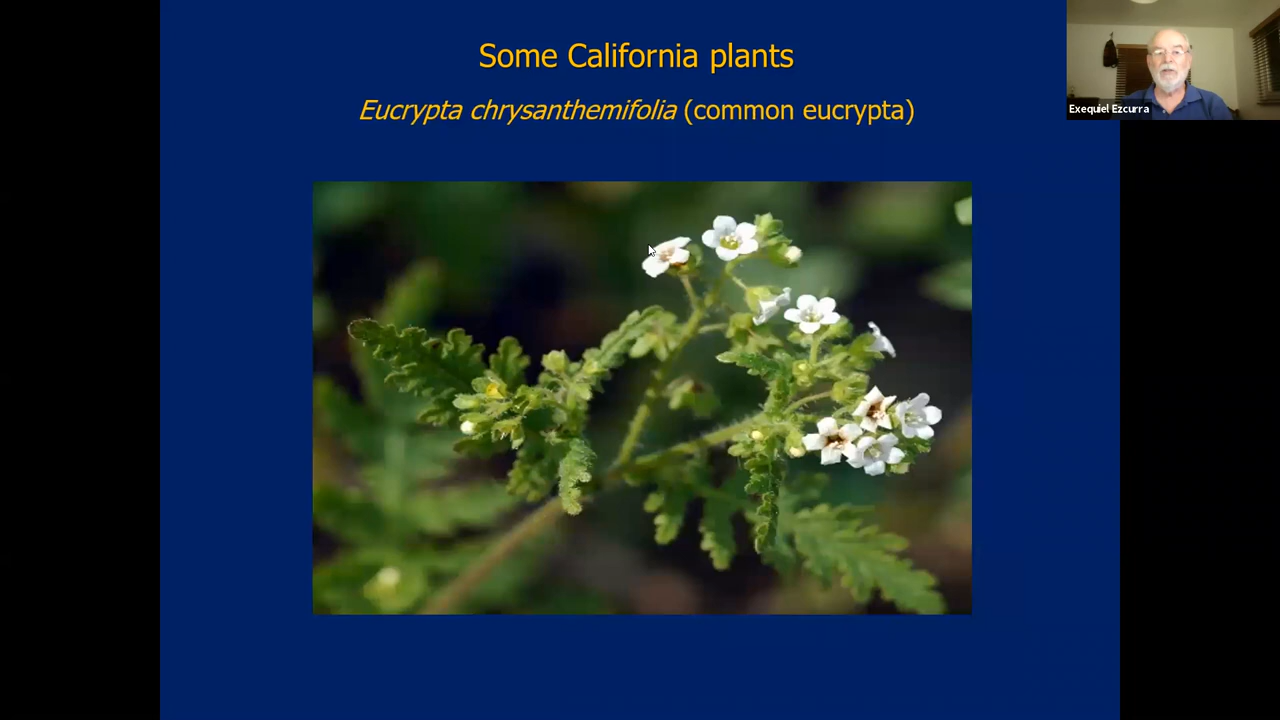 Some California plants
Eucrypta chrysanthemifolia (common eucrypta)
Exequiel Ezcurra